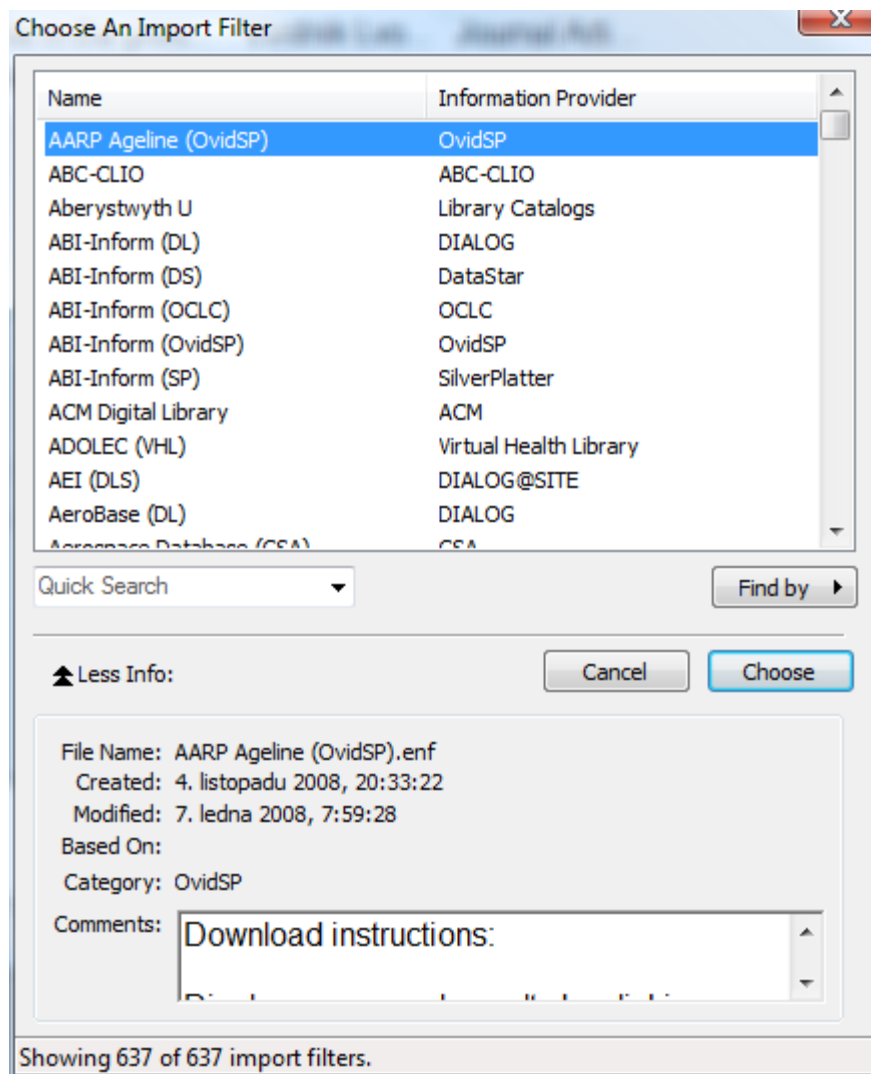 Choose An Import Filter
Name Information Provider
AARP Ageline (OvidSP) OvidSP
ABC-CLIO ABC-CLIO
Aberystwyth U Library Catalogs
ABI-Inform (DL) DIALOG
ABI-Inform (DS) DataStar
ABI-Inform (OCLC) OCLC
ABI-Inform (OvidSP) OvidSP
ABI-Inform (SP) SilverPlatter
ACM Digital Library ACM
ADOLEC (VHL) Virtual Health Library
AEI (DLS) DIALOG@SITE
AeroBase (DL) DIALOG
Aerospace Database (CSA) CSA
Quick Search Find by
Less Info: Cancel Choose
File Name: AARP Ageline (OvidSP).enf
Created: 4. listopadu 2008, 20:33:22
Modified: 7. ledna 2008, 7:59:28
Based On:
Category: OvidSP
Comments: Download instructions:
Showing 637 of 637 import filters.